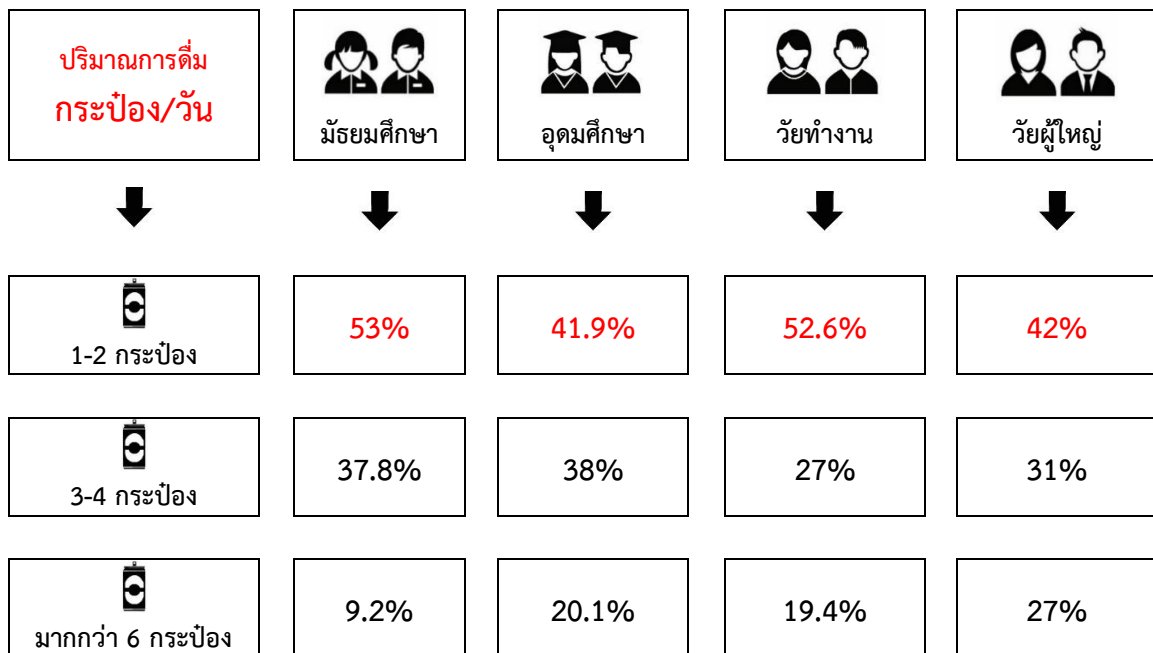 ปริมาณการดื่ม
กระป๋อง/วัน
มัธยมศึกษา
อุดมศึกษา
วัยทำงาน
วัยผู้ใหญ่
1-2 กระป๋อง
53%
41.9%
52.6%
42%
3-4 กระป๋อง
37.8%
38%
27%
31%
มากกว่า 6 กระป๋อง
9.2%
20.1%
19.4%
27%